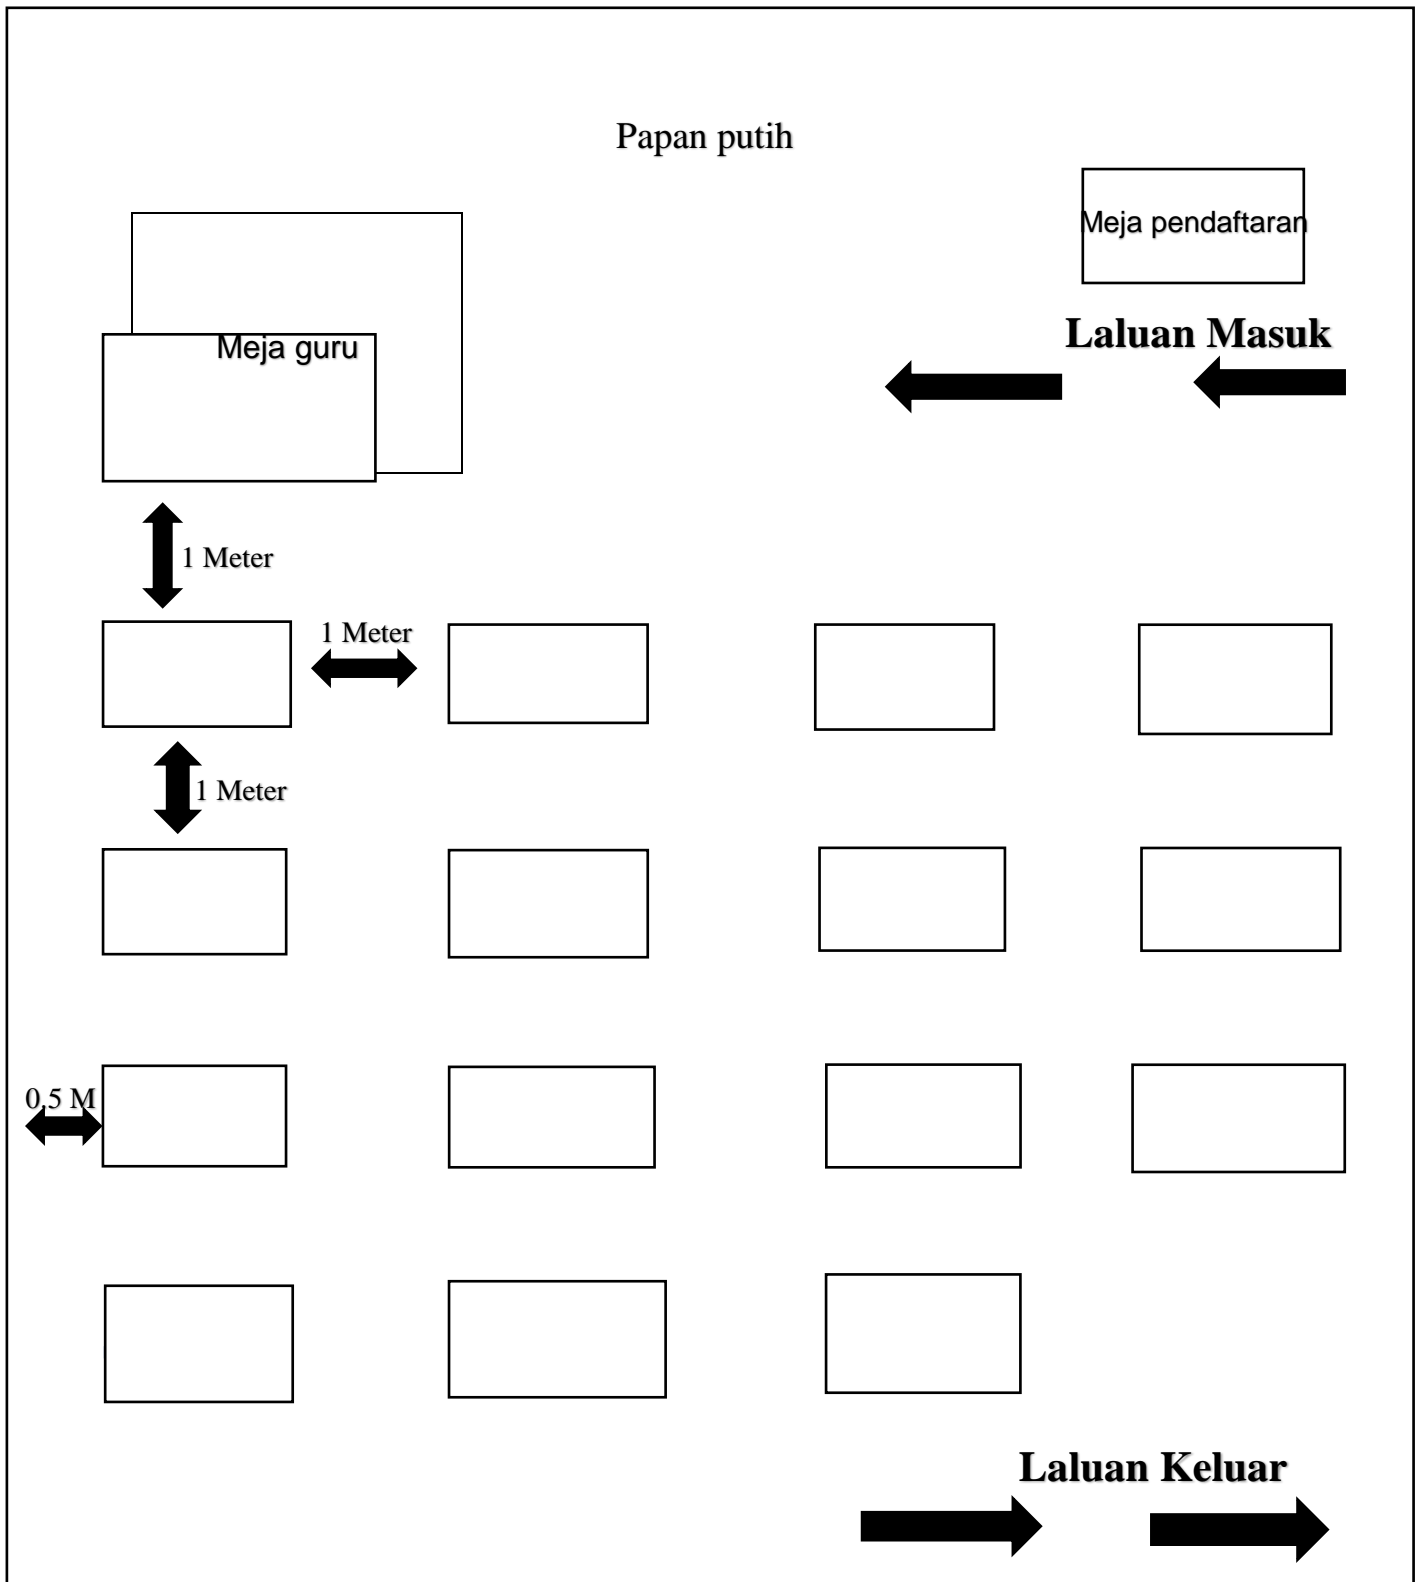 Papan putih
Meja pendaftaran
Laluan Masuk
Meja guru
1 Meter
1 Meter
1 Meter
0.5 M
Laluan Keluar